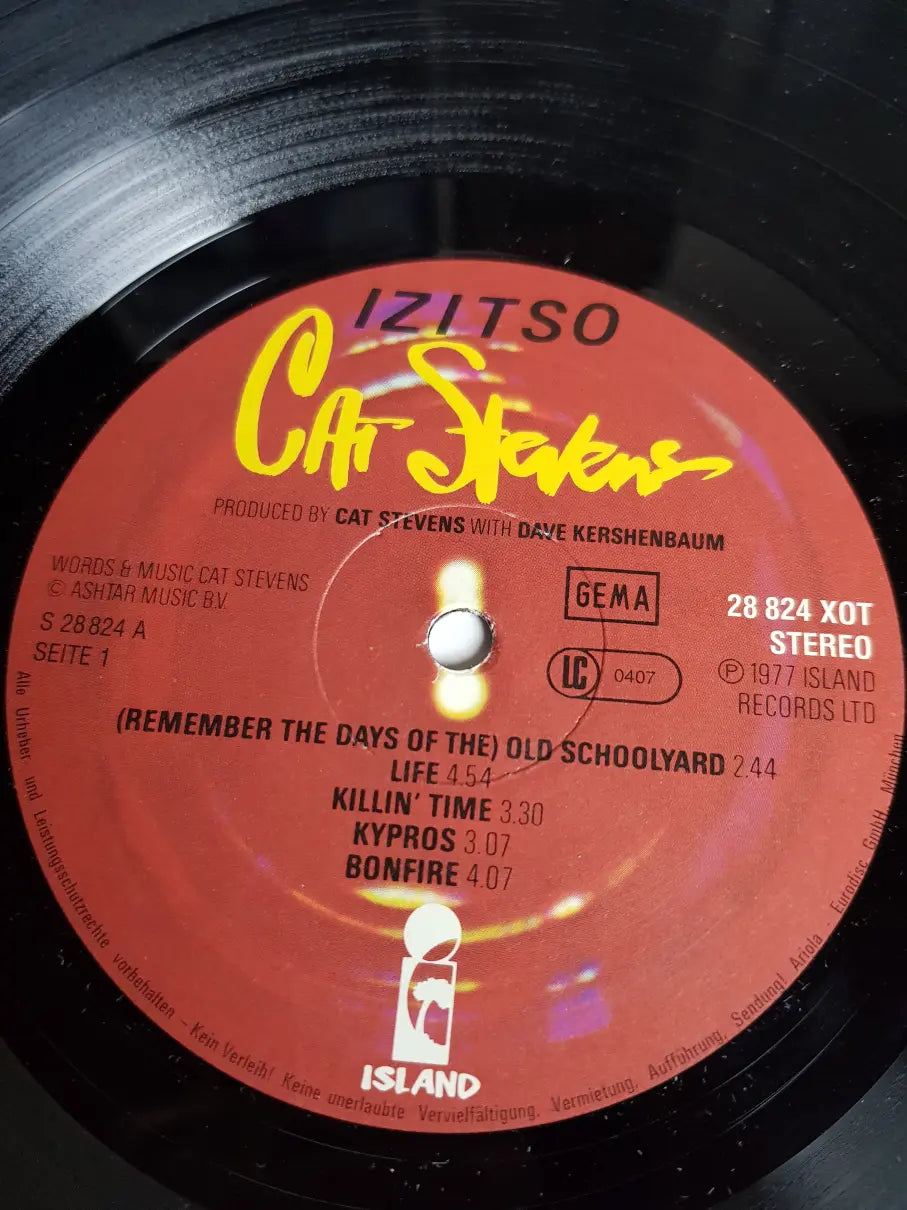 IZITSO
Cat Stevens
PRODUCED BY CAT STEVENS WITH DAVE KERSHENBAUM
WORDS & MUSIC CAT STEVENS
© ASHTAR MUSIC B.V.
S 28 824 A
SEITE 1
GEMA
LC 0407
28 824 XOT
STEREO
℗ 1977 ISLAND
RECORDS LTD
(REMEMBER THE DAYS OF THE) OLD SCHOOLYARD 2.44
LIFE 4.54
KILLIN' TIME 3.30
KYPROS 3.07
BONFIRE 4.07
ISLAND
Alle Urheber und Leistungsschutzrechte vorbehalten – Kein Verleih! Keine unerlaubte Vervielfältigung, Vermietung, Aufführung, Sendung! Ariola - Eurodisc GmbH, München